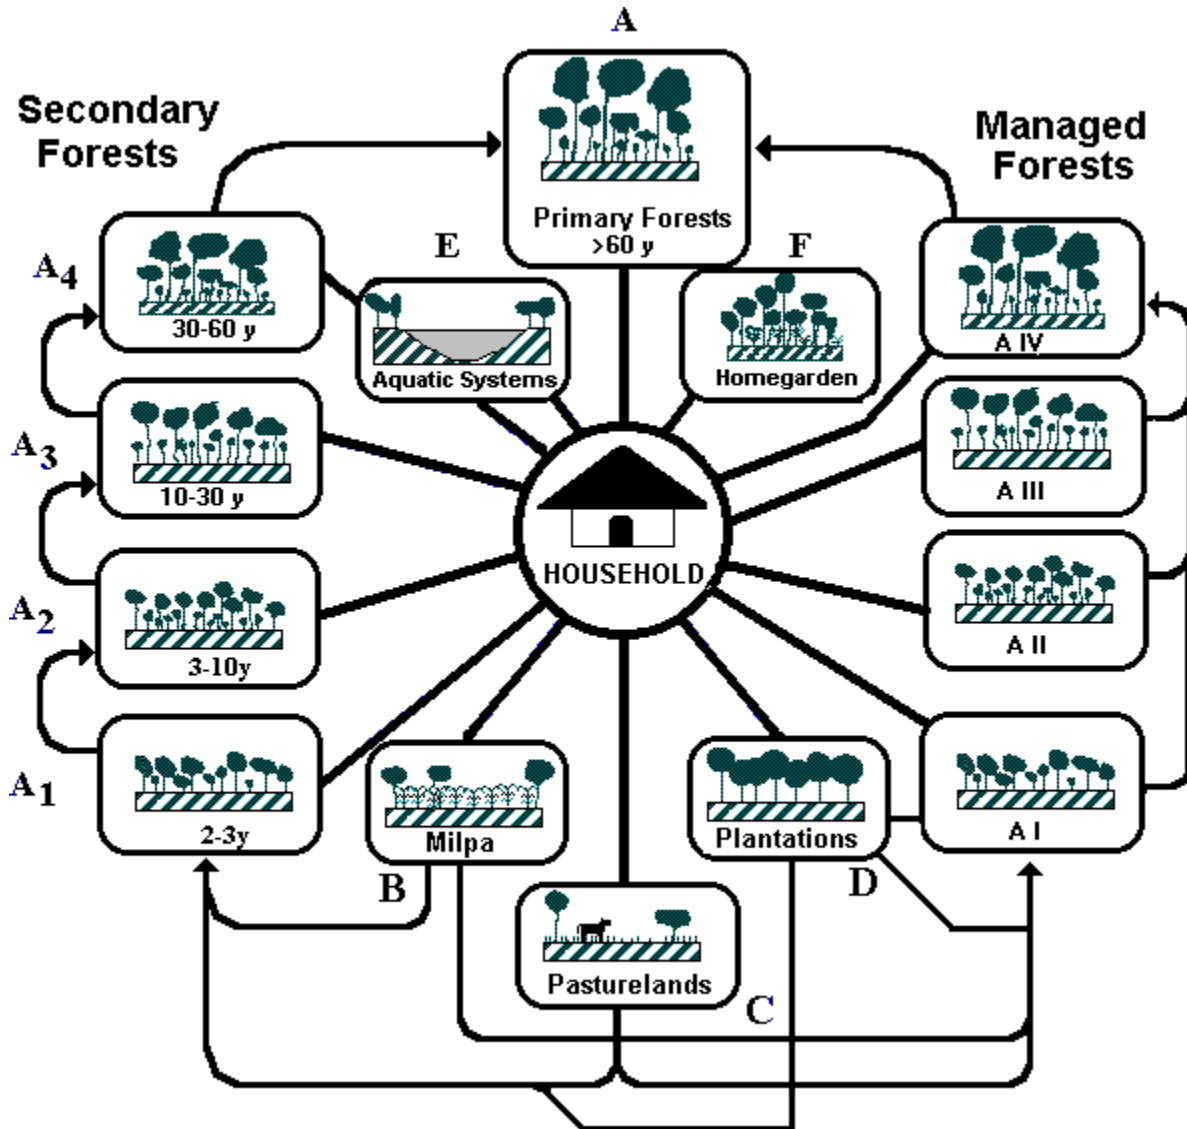 A
Secondary
Forests
Managed
Forests
Primary Forests
>60 y
E
F
A4
30-60 y
Aquatic Systems
Homegarden
A IV
A3
10-30 y
A III
HOUSEHOLD
A2
3-10y
A II
A1
2-3y
Milpa
Plantations
A I
B
D
Pasturelands
C